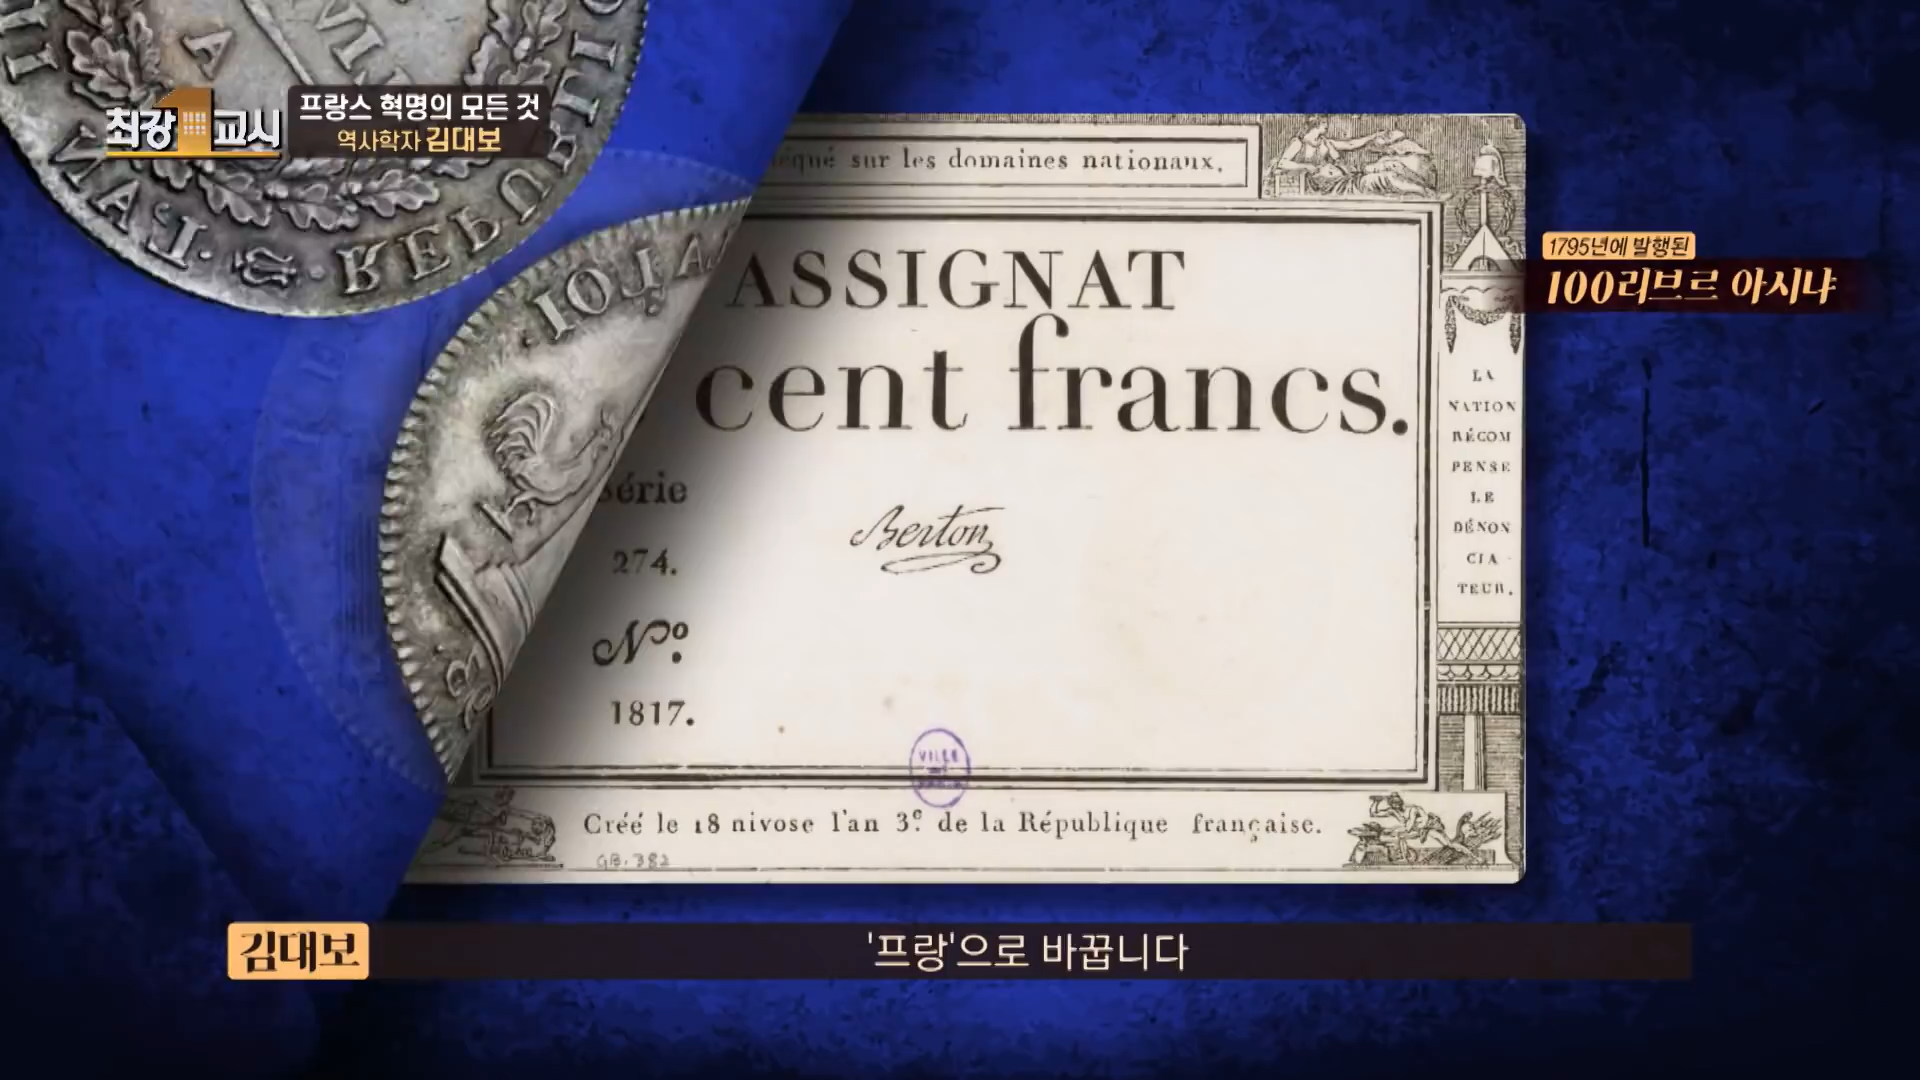 최강1교시
프랑스 혁명의 모든 것
역사학자 김대보
sur les domaines nationaux,
ASSIGNAT
cent francs.
1795년에 발행된
100리브르 아시냐
LA
NATION
RÉCOM
PENSE
LE
DÉNON
CIA
TEUR.
Série
274.
Berton
Nº.
1817.
VILLE
Créé le 18 nivose l'an 3.e de la République française.
GB.382
김대보
'프랑'으로 바꿉니다